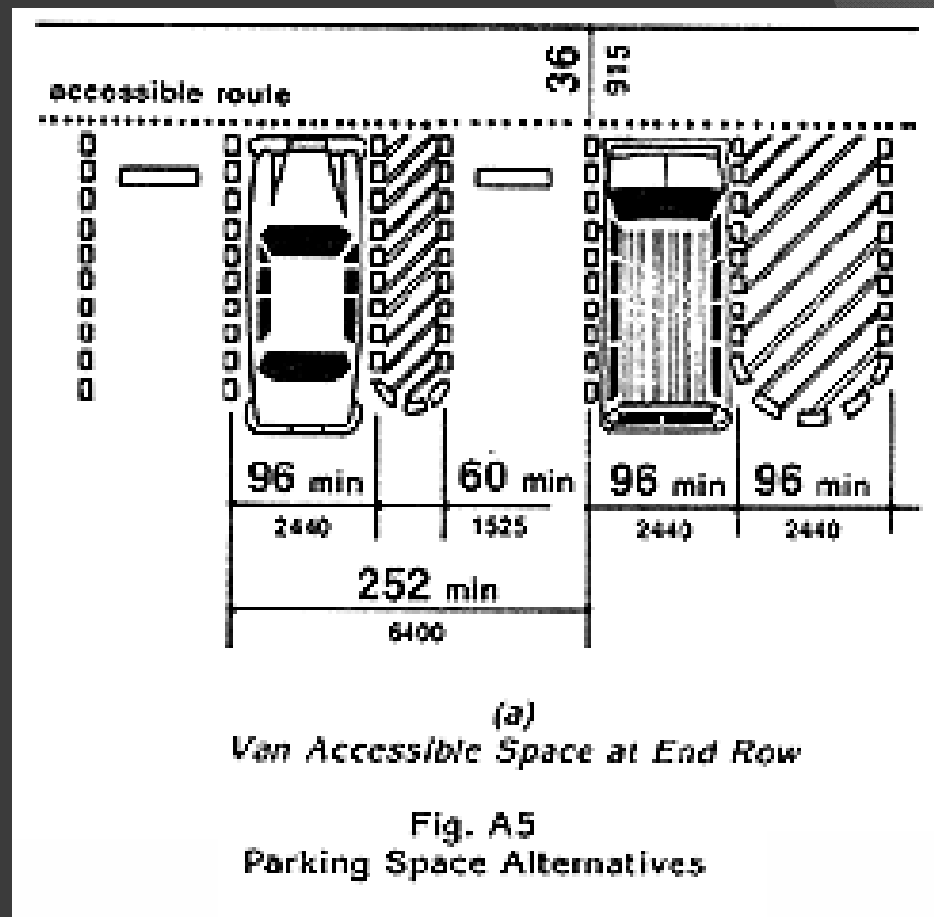 36
915
accessible route
96 min 60 min 96 min 96 min
2440 1525 2440 2440
252 min
6400
(a)
Van Accessible Space at End Row
Fig. A5
Parking Space Alternatives